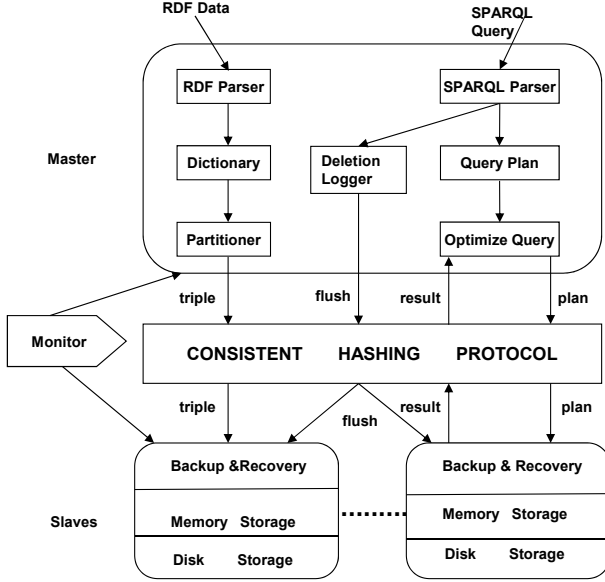 RDF Data
SPARQL
Query
RDF Parser
SPARQL Parser
Master
Dictionary
Deletion
Logger
Query Plan
Partitioner
Optimize Query
triple
flush
result
plan
Monitor
CONSISTENT HASHING PROTOCOL
triple
flush
result
plan
Backup &Recovery
Backup & Recovery
Slaves
Memory Storage
Memory Storage
Disk Storage
Disk Storage